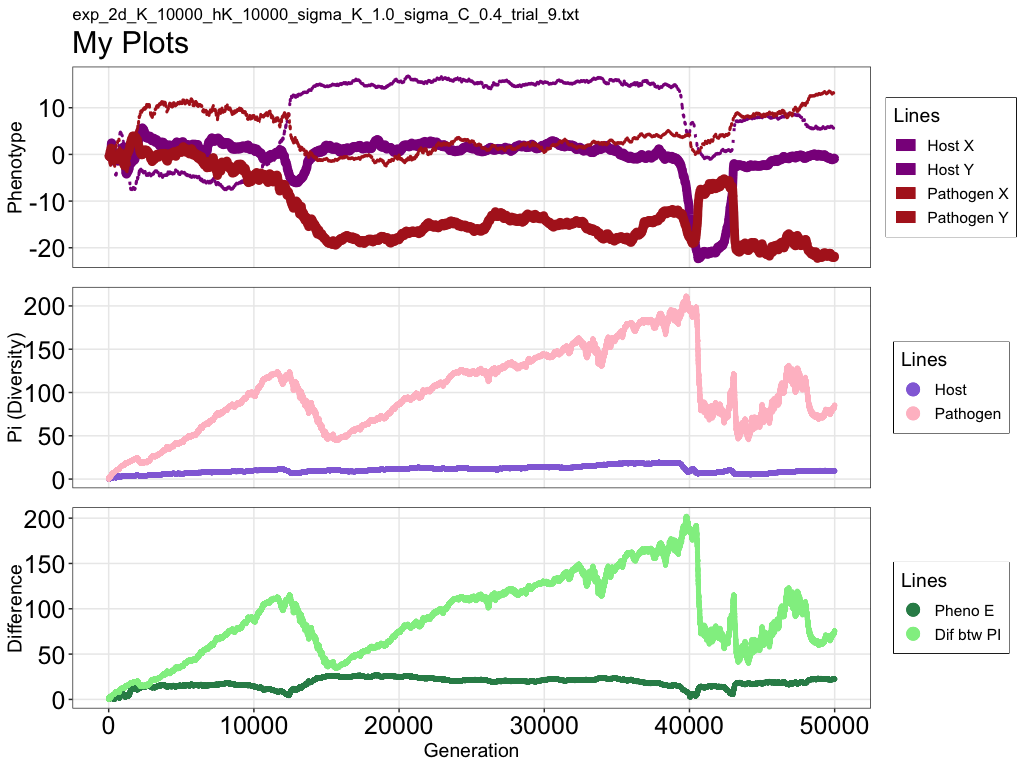 exp_2d_K_10000_hK_10000_sigma_K_1.0_sigma_C_0.4_trial_9.txt
My Plots
Phenotype
10
0
-10
-20
Lines
Host X
Host Y
Pathogen X
Pathogen Y
Pi (Diversity)
200
150
100
50
0
Lines
Host
Pathogen
Difference
200
150
100
50
0
Lines
Pheno E
Dif btw PI
0 10000 20000 30000 40000 50000
Generation